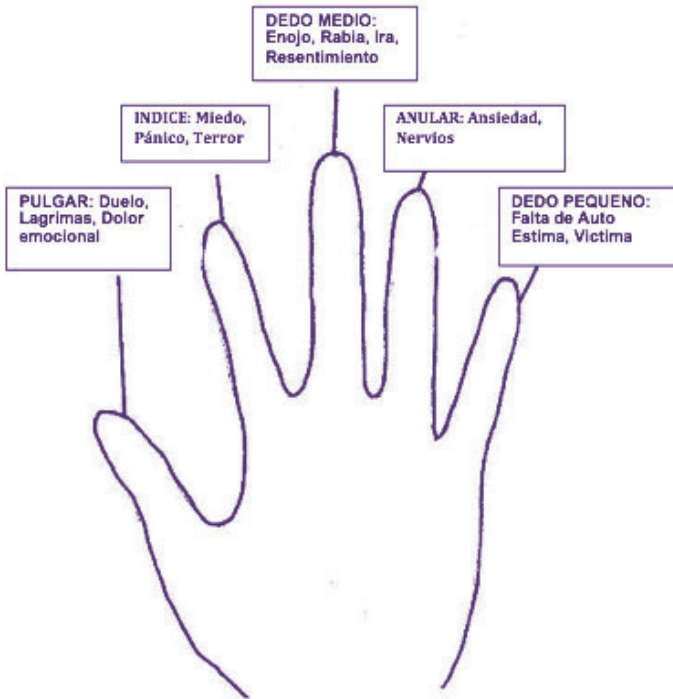 DEDO MEDIO:
Enojo, Rabia, Ira,
Resentimiento
INDICE: Miedo,
Pánico, Terror
ANULAR: Ansiedad,
Nervios
PULGAR: Duelo,
Lagrimas, Dolor
emocional
DEDO PEQUENO:
Falta de Auto
Estima, Victima